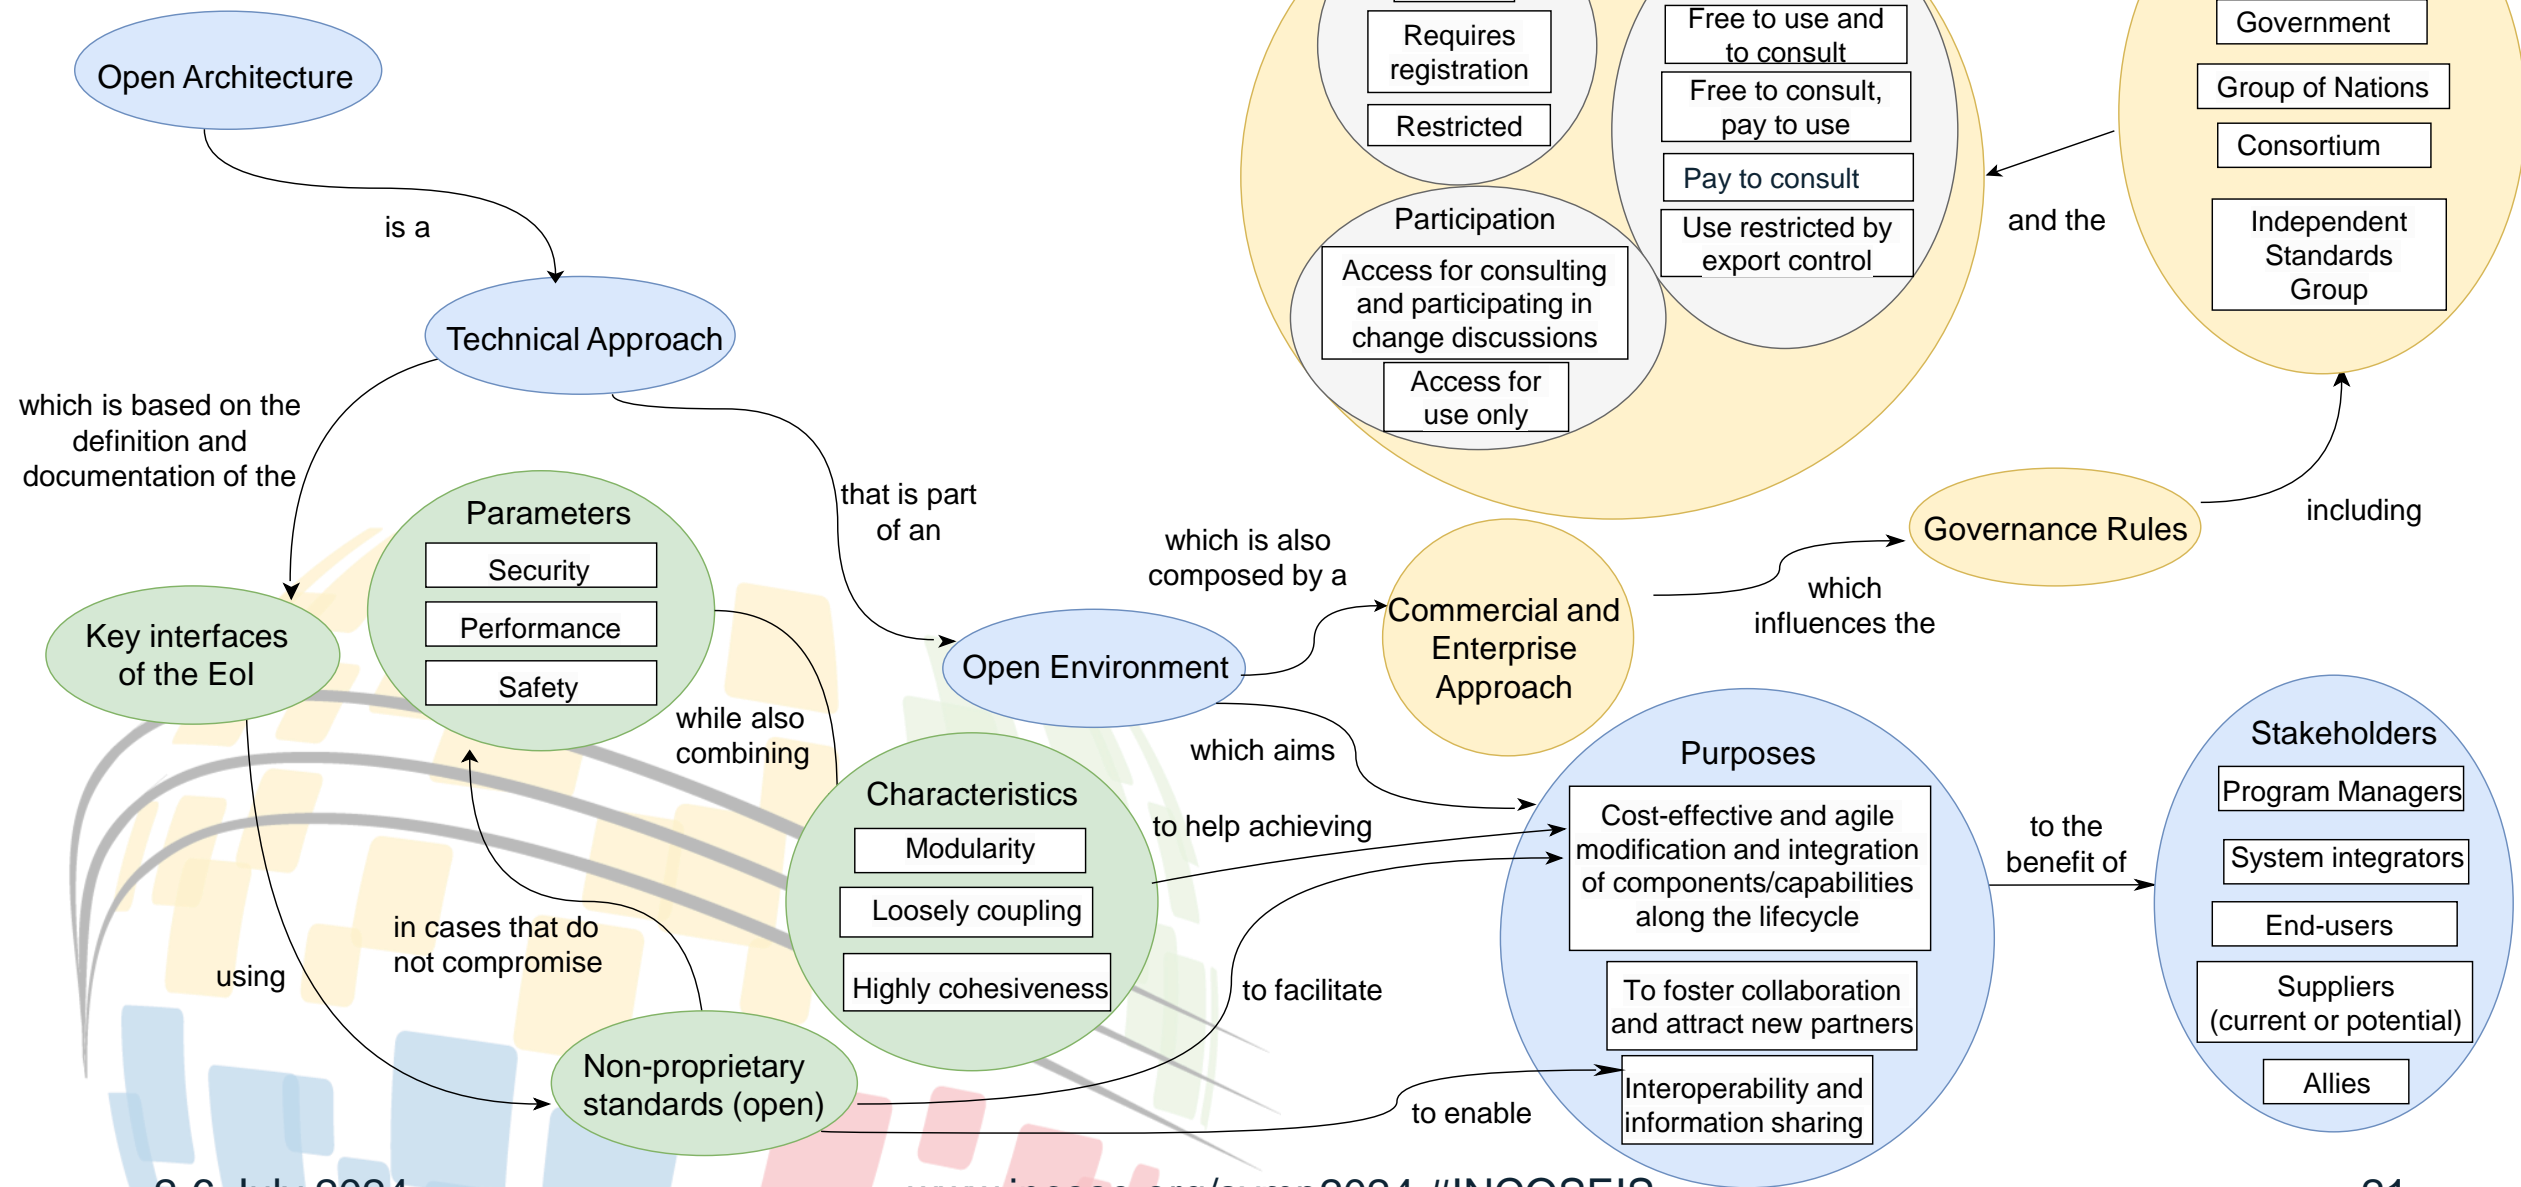 Open Architecture
is a
Technical Approach
which is based on the
definition and
documentation of the
that is part
of an
Parameters
Security
Performance
Safety
Key interfaces
of the EoI
while also
combining
Characteristics
Modularity
Loosely coupling
Highly cohesiveness
in cases that do
not compromise
using
Non-proprietary
standards (open)
Open Environment
which is also
composed by a
Commercial and
Enterprise
Approach
which
influences the
Governance Rules
including
Government
Group of Nations
Consortium
Independent
Standards
Group
and the
Requires
registration
Restricted
Free to use and
to consult
Free to consult,
pay to use
Pay to consult
Use restricted by
export control
Participation
Access for consulting
and participating in
change discussions
Access for
use only
which aims
to help achieving
to facilitate
to enable
Purposes
Cost-effective and agile
modification and integration
of components/capabilities
along the lifecycle
To foster collaboration
and attract new partners
Interoperability and
information sharing
to the
benefit of
Stakeholders
Program Managers
System integrators
End-users
Suppliers
(current or potential)
Allies
July 2024
www.incose.org/symp2024 #INCOSEIS